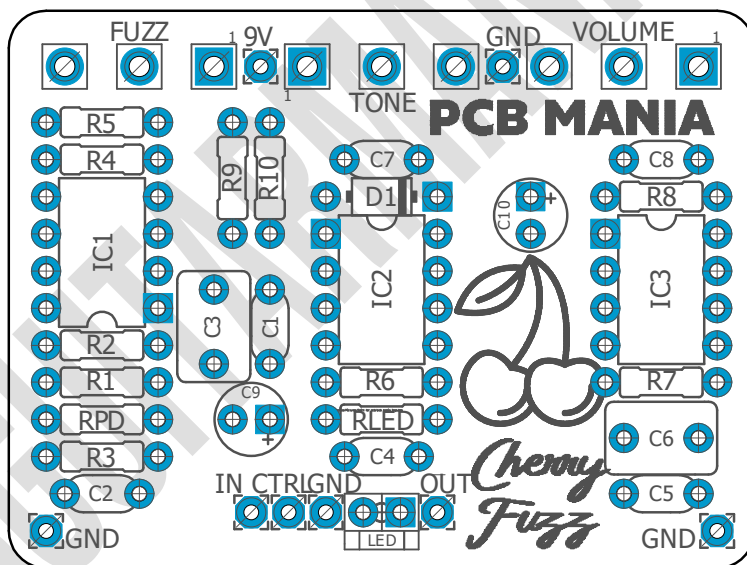 FUZZ
1
9V
GND
VOLUME
1
1
TONE
PCB MANIA
R5
R4
R9
R10
C7
C8
D1
R8
C10
+
IC1
IC2
IC3
C3
C1
R2
R1
R6
R7
C9
RPD
+
RLED
R3
C4
C6
C2
Cherry
Fuzz
IN CTRL GND
OUT
C5
GND
LED
GND